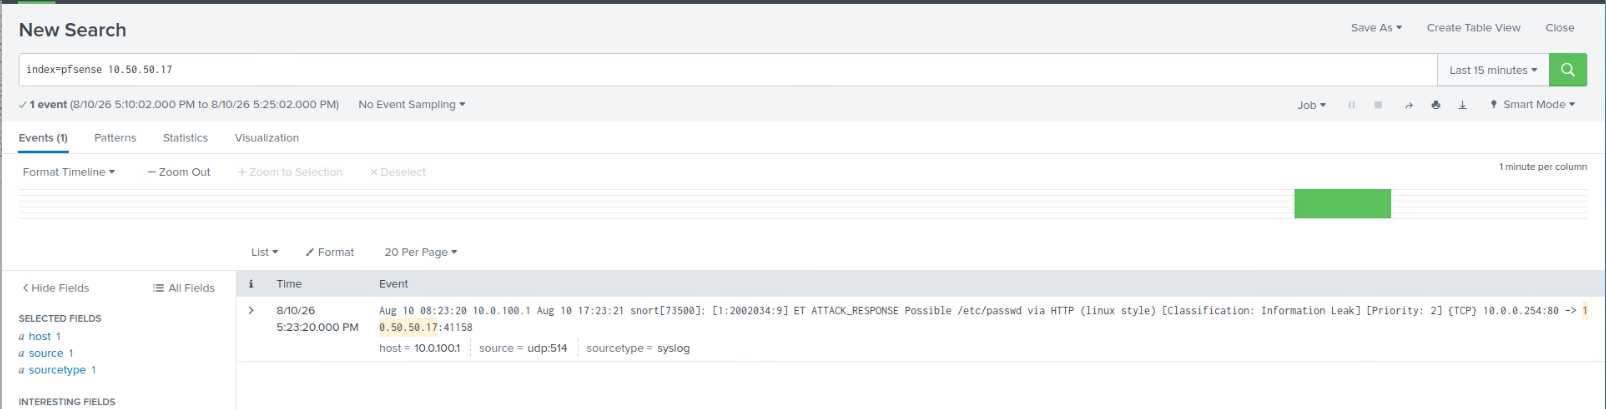 New Search
Save As ▾ Create Table View Close
index=pfsense 10.50.50.17
Last 15 minutes ▾
✓ 1 event (8/10/26 5:10:02.000 PM to 8/10/26 5:25:02.000 PM) No Event Sampling ▾
Job ▾ Smart Mode ▾
Events (1) Patterns Statistics Visualization
Format Timeline ▾ — Zoom Out + Zoom to Selection × Deselect
1 minute per column
List ▾ Format 20 Per Page ▾
< Hide Fields All Fields
i Time Event
SELECTED FIELDS
a host 1
a source 1
a sourcetype 1
INTERESTING FIELDS
> 8/10/26
5:23:20.000 PM
Aug 10 08:23:20 10.0.100.1 Aug 10 17:23:21 snort[73500]: [1:2002034:9] ET ATTACK_RESPONSE Possible /etc/passwd via HTTP (linux style) [Classification: Information Leak] [Priority: 2] {TCP} 10.0.0.254:80 -> 1
0.50.50.17:41158
host = 10.0.100.1 source = udp:514 sourcetype = syslog